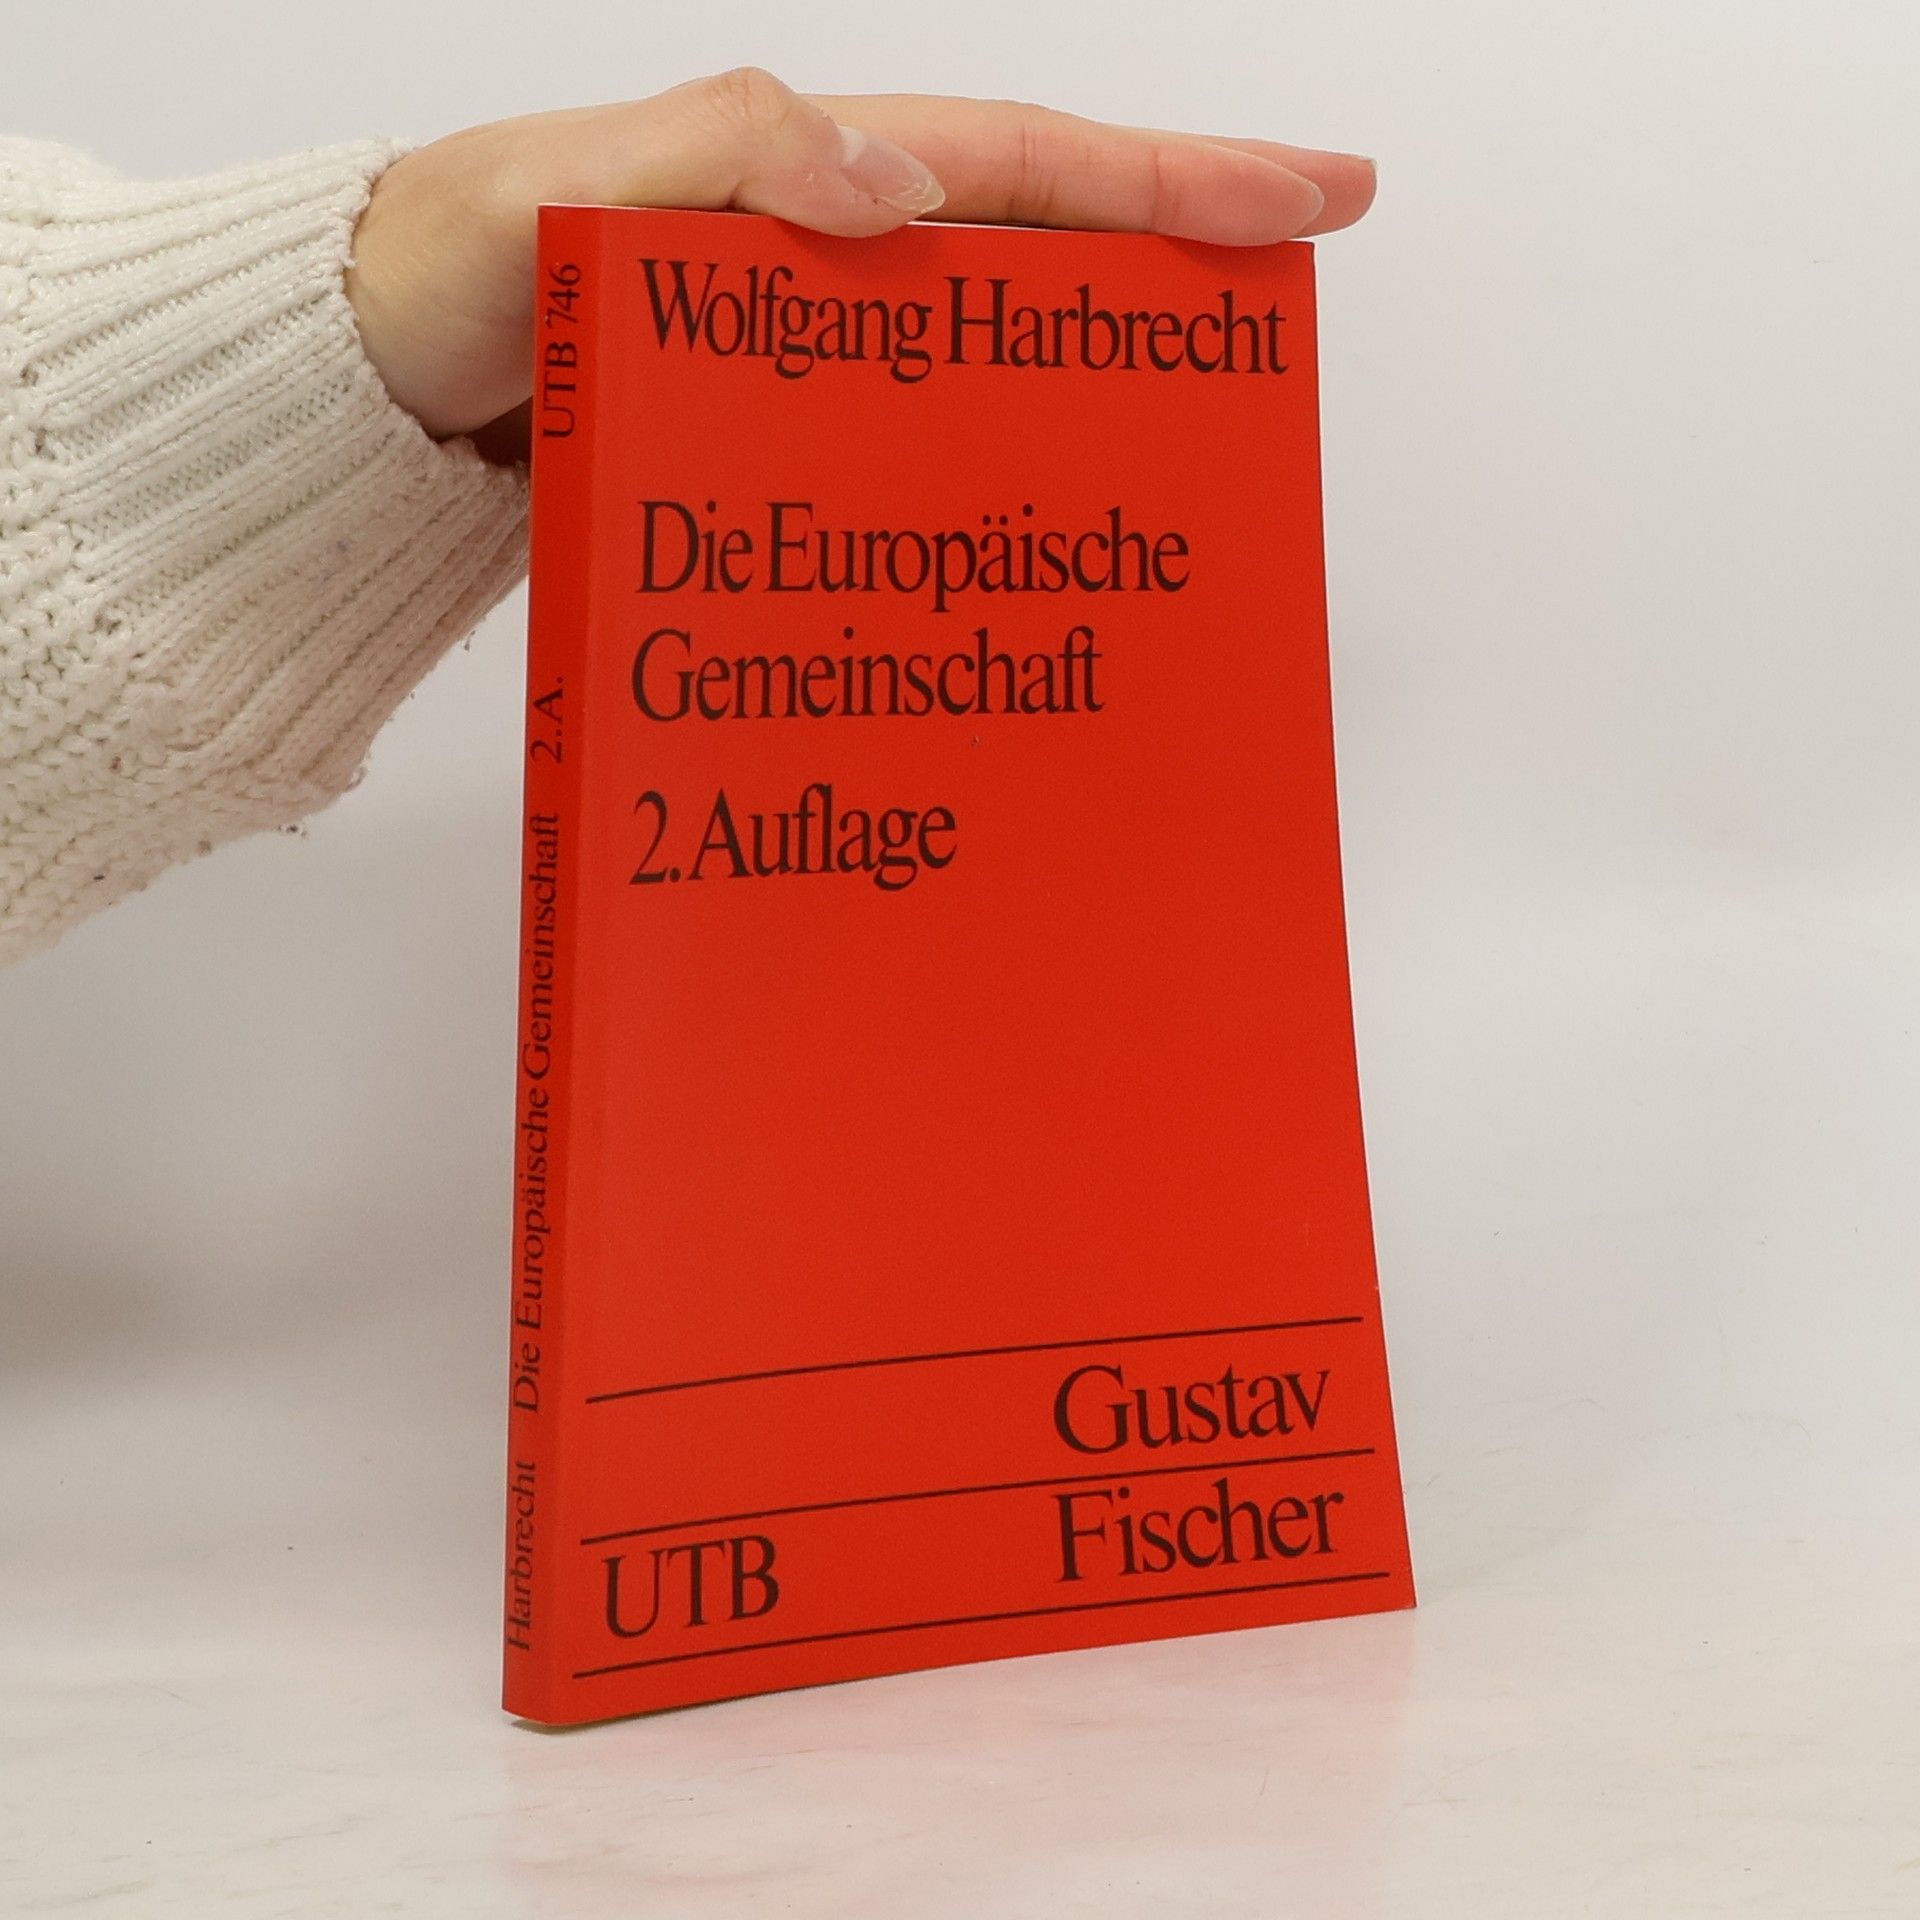 Wolfgang Harbrecht
Die Europäische
Gemeinschaft
2. Auflage
Gustav
Fischer
UTB
Harbrecht Die Europäische Gemeinschaft 2. A. UTB 746